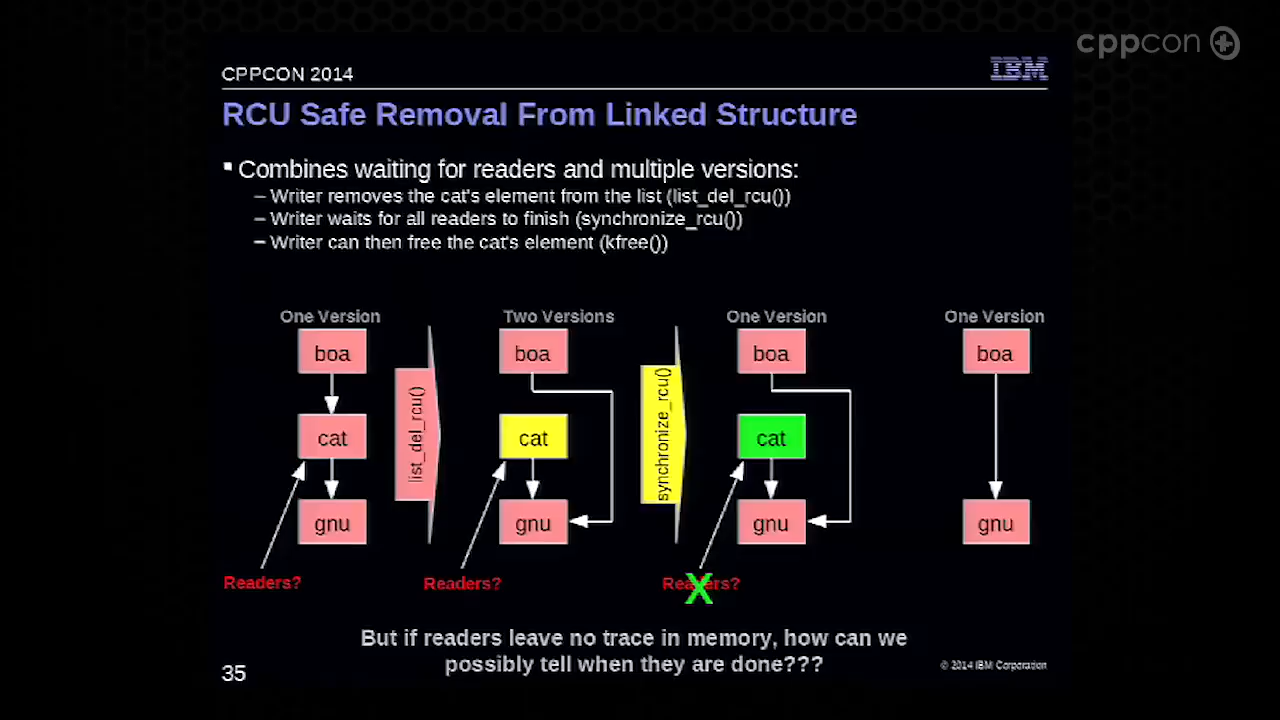 cppcon
CPPCON 2014
IBM
RCU Safe Removal From Linked Structure
Combines waiting for readers and multiple versions:
– Writer removes the cat's element from the list (list_del_rcu())
– Writer waits for all readers to finish (synchronize_rcu())
– Writer can then free the cat's element (kfree())
One Version
Two Versions
One Version
One Version
boa
boa
boa
boa
list_del_rcu()
synchronize_rcu()
cat
cat
cat
gnu
gnu
gnu
gnu
Readers?
Readers?
Readers?
X
But if readers leave no trace in memory, how can we
possibly tell when they are done???
35
© 2014 IBM Corporation